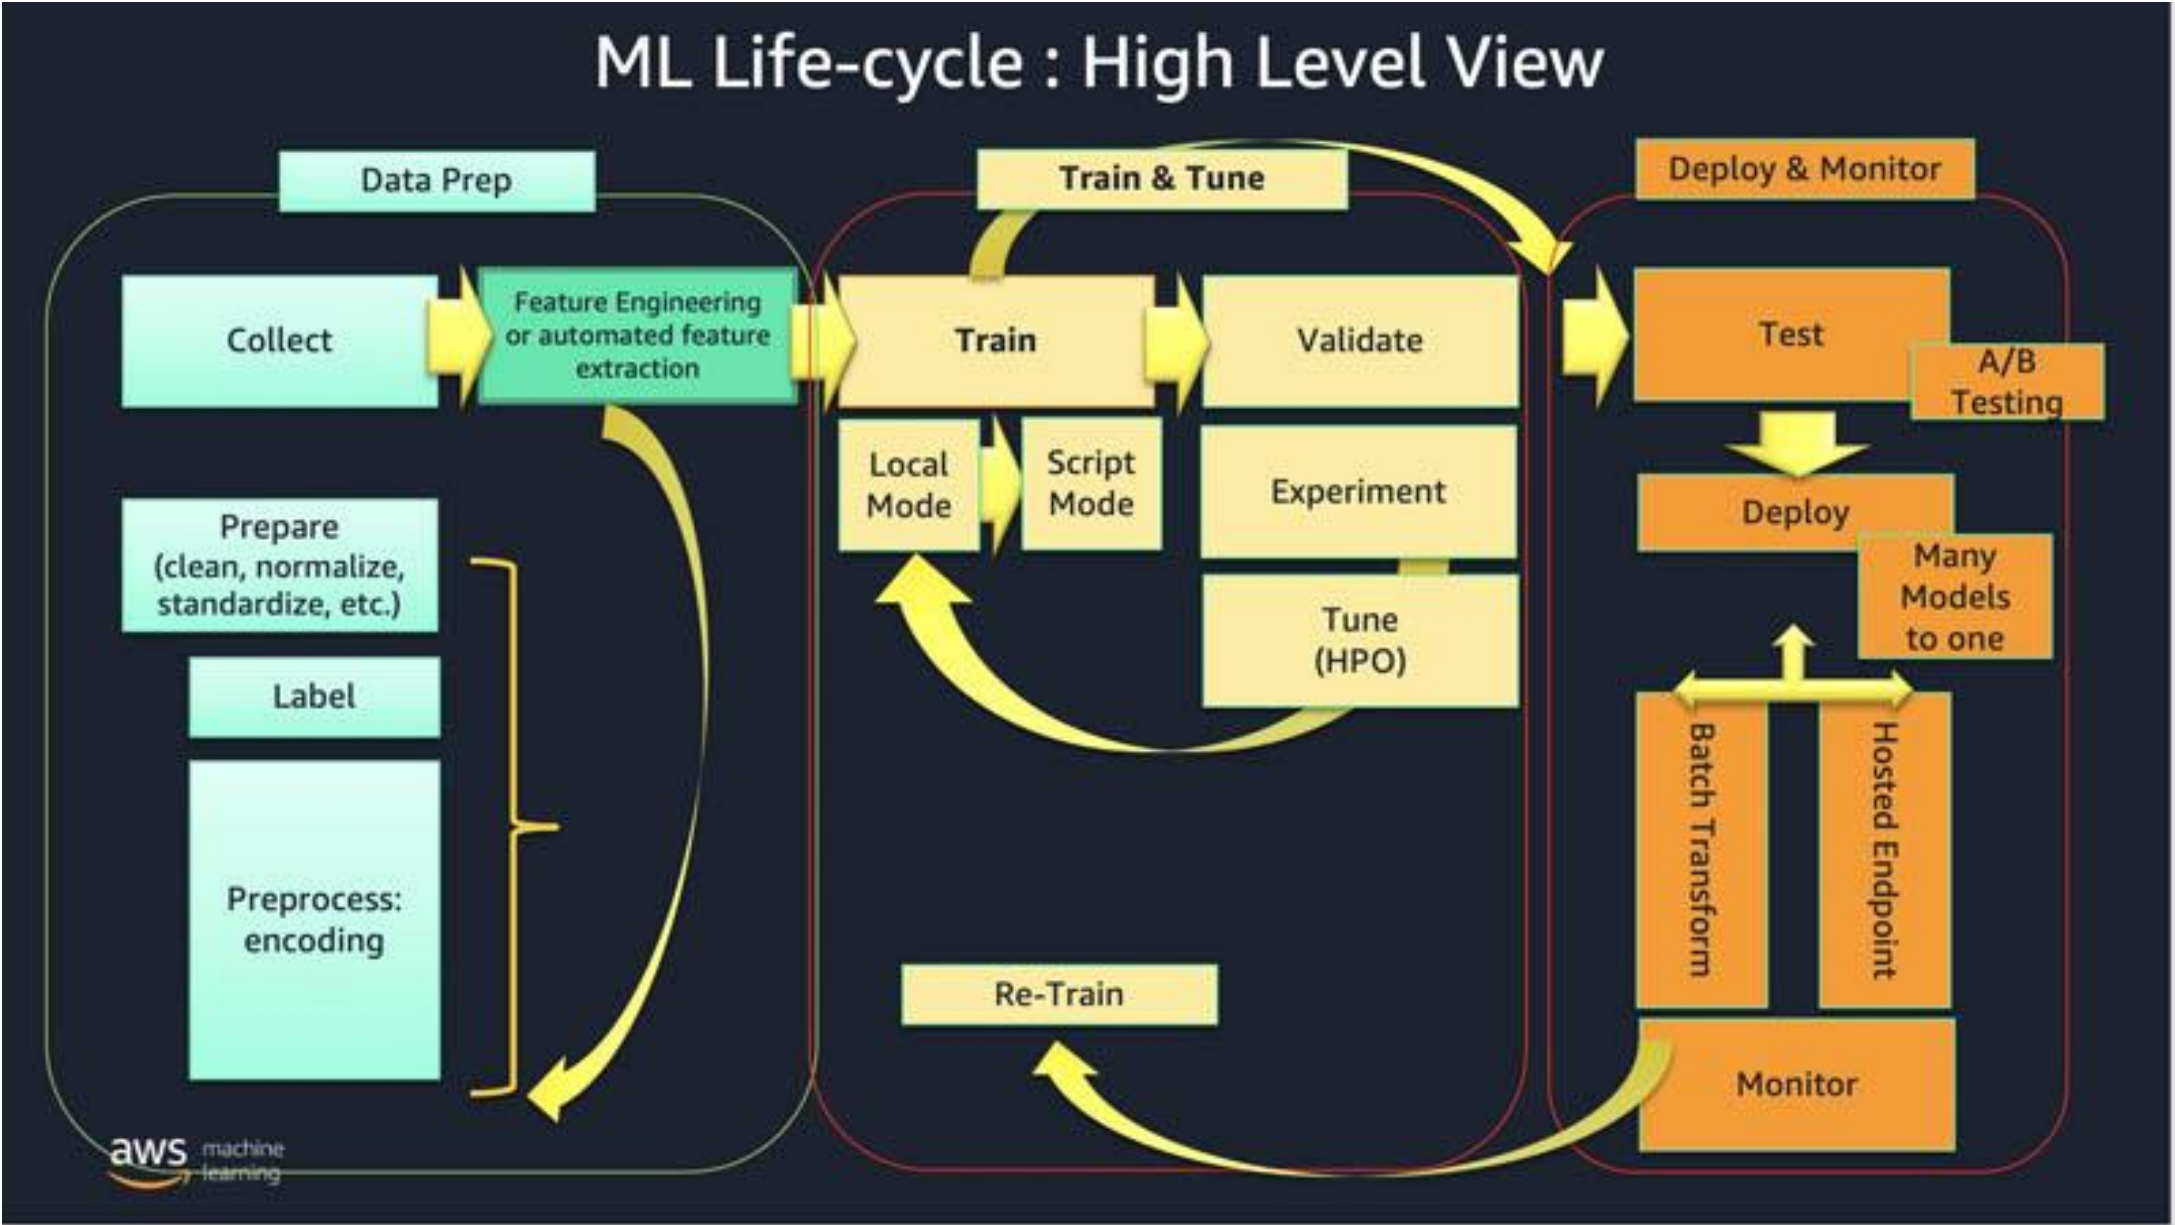 ML Life-cycle : High Level View
Data Prep
Collect
Feature Engineering
or automated feature
extraction
Prepare
(clean, normalize,
standardize, etc.)
Label
Preprocess:
encoding
Train & Tune
Train
Validate
Local
Mode
Script
Mode
Experiment
Tune
(HPO)
Re-Train
Deploy & Monitor
Test
A/B
Testing
Deploy
Many
Models
to one
Batch Transform
Hosted Endpoint
Monitor
aws
machine
learning